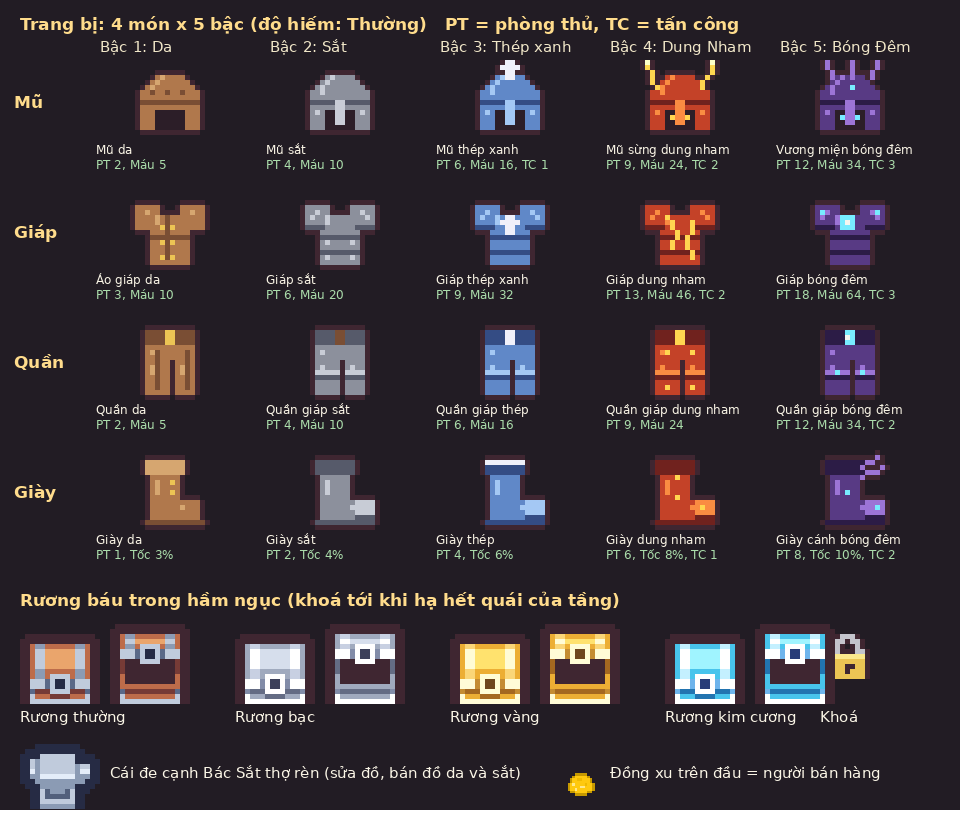 Trang bị: 4 món x 5 bậc (độ hiếm: Thường) PT = phòng thủ, TC = tấn công
Bậc 1: Da Bậc 2: Sắt Bậc 3: Thép xanh Bậc 4: Dung Nham Bậc 5: Bóng Đêm
Mũ
Mũ da Mũ sắt Mũ thép xanh Mũ sừng dung nham Vương miện bóng đêm
PT 2, Máu 5 PT 4, Máu 10 PT 6, Máu 16, TC 1 PT 9, Máu 24, TC 2 PT 12, Máu 34, TC 3
Giáp
Áo giáp da Giáp sắt Giáp thép xanh Giáp dung nham Giáp bóng đêm
PT 3, Máu 10 PT 6, Máu 20 PT 9, Máu 32 PT 13, Máu 46, TC 2 PT 18, Máu 64, TC 3
Quần
Quần da Quần giáp sắt Quần giáp thép Quần giáp dung nham Quần giáp bóng đêm
PT 2, Máu 5 PT 4, Máu 10 PT 6, Máu 16 PT 9, Máu 24 PT 12, Máu 34, TC 2
Giày
Giày da Giày sắt Giày thép Giày dung nham Giày cánh bóng đêm
PT 1, Tốc 3% PT 2, Tốc 4% PT 4, Tốc 6% PT 6, Tốc 8%, TC 1 PT 8, Tốc 10%, TC 2
Rương báu trong hầm ngục (khoá tới khi hạ hết quái của tầng)
Rương thường Rương bạc Rương vàng Rương kim cương Khoá
Cái đe cạnh Bác Sắt thợ rèn (sửa đồ, bán đồ da và sắt) Đồng xu trên đầu = người bán hàng